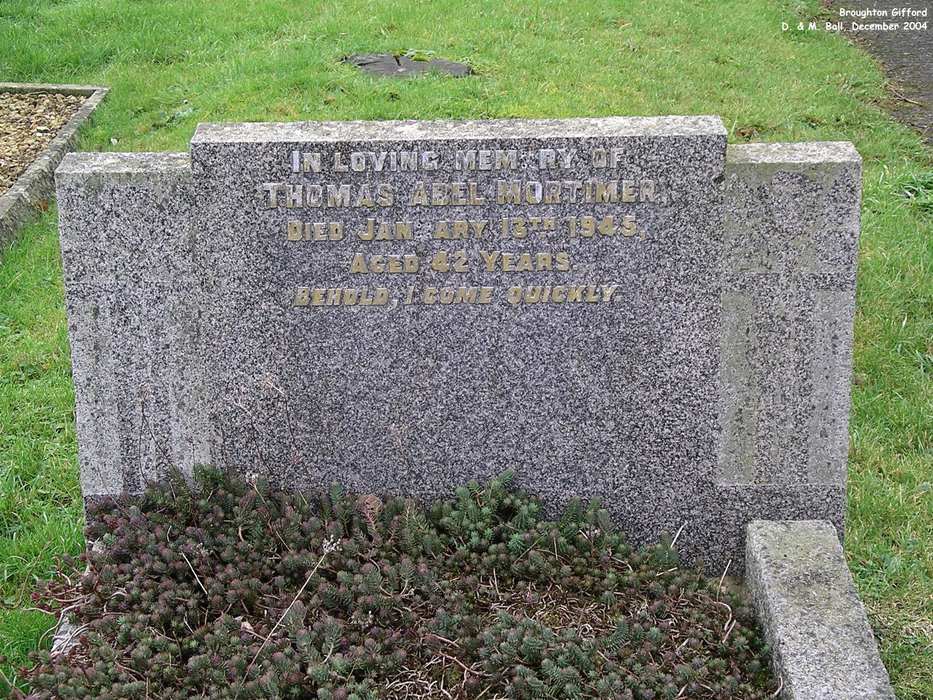 Broughton Gifford
D. & M. Ball, December 2004
IN LOVING MEM RY OF
THOMAS ABEL MORTIMER,
DIED JAN ARY 13TH 1945,
AGED 42 YEARS.
BEHOLD, I COME QUICKLY.